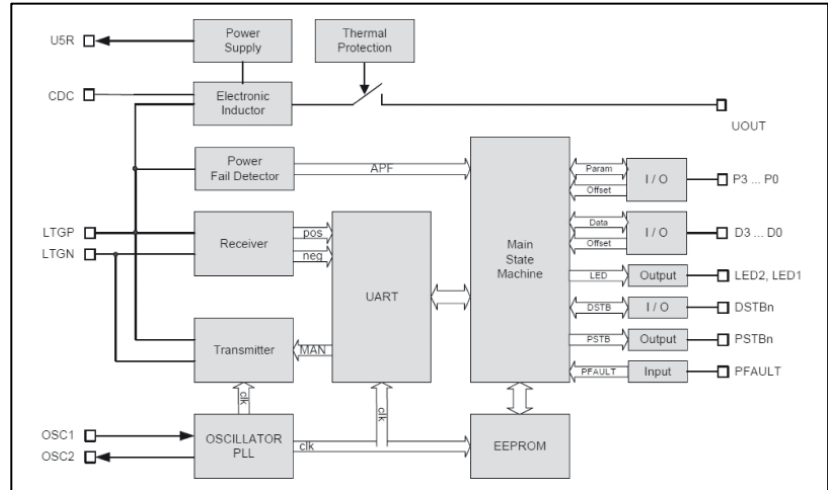 U5R
Power
Supply
Thermal
Protection
CDC
Electronic
Inductor
UOUT
Power
Fail Detector
APF
Param
Offset
I / O
P3 ... P0
LTGP
LTGN
Receiver
pos
neg
UART
Main
State
Machine
Data
Offset
I / O
D3 ... D0
LED
Output
LED2, LED1
DSTB
I / O
DSTBn
Transmitter
MAN
PSTB
Output
PSTBn
PFAULT
Input
PFAULT
clk
clk
OSC1
OSC2
OSCILLATOR
PLL
clk
EEPROM